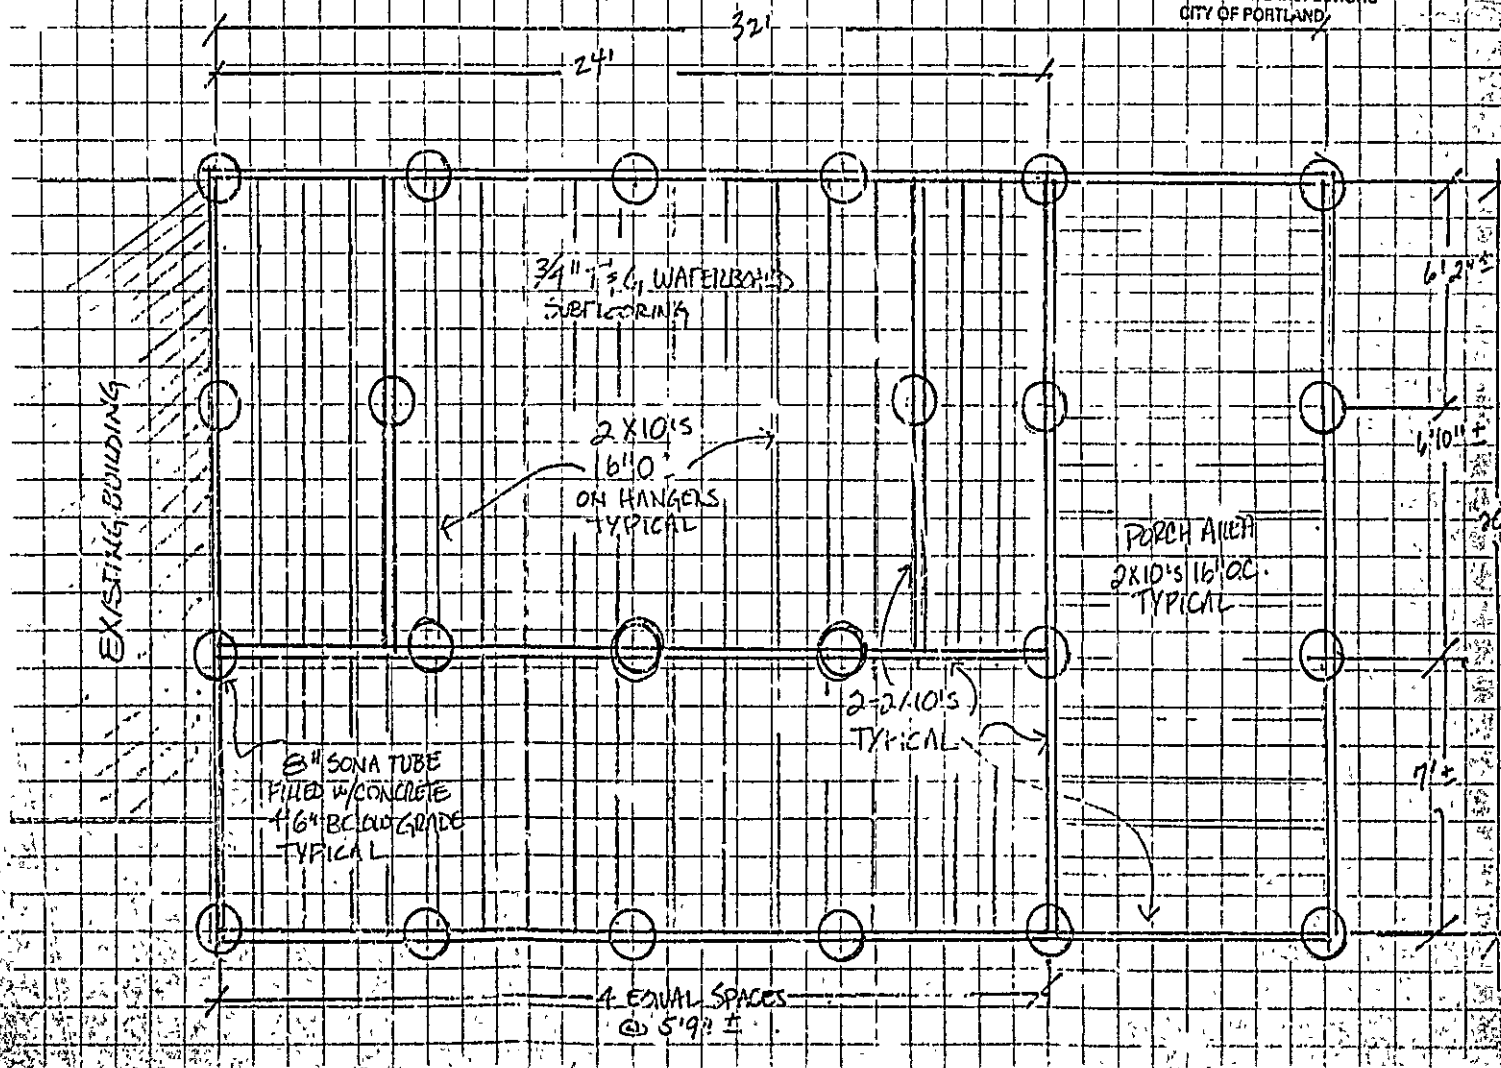 CITY OF PORTLAND
32'
24'
3/4" T & G WAFERBOARD
SUBFLOORING
6'2" ±
EXISTING BUILDING
2X10's
16" O
ON HANGERS
TYPICAL
6'10" ±
PORCH AREA
2X10's 16" OC.
TYPICAL
2-2X10's
TYPICAL
7' ±
8" SONA TUBE
FILLED W/CONCRETE
4'6" BELOW GRADE
TYPICAL
4 EQUAL SPACES
@ 5'9" ±